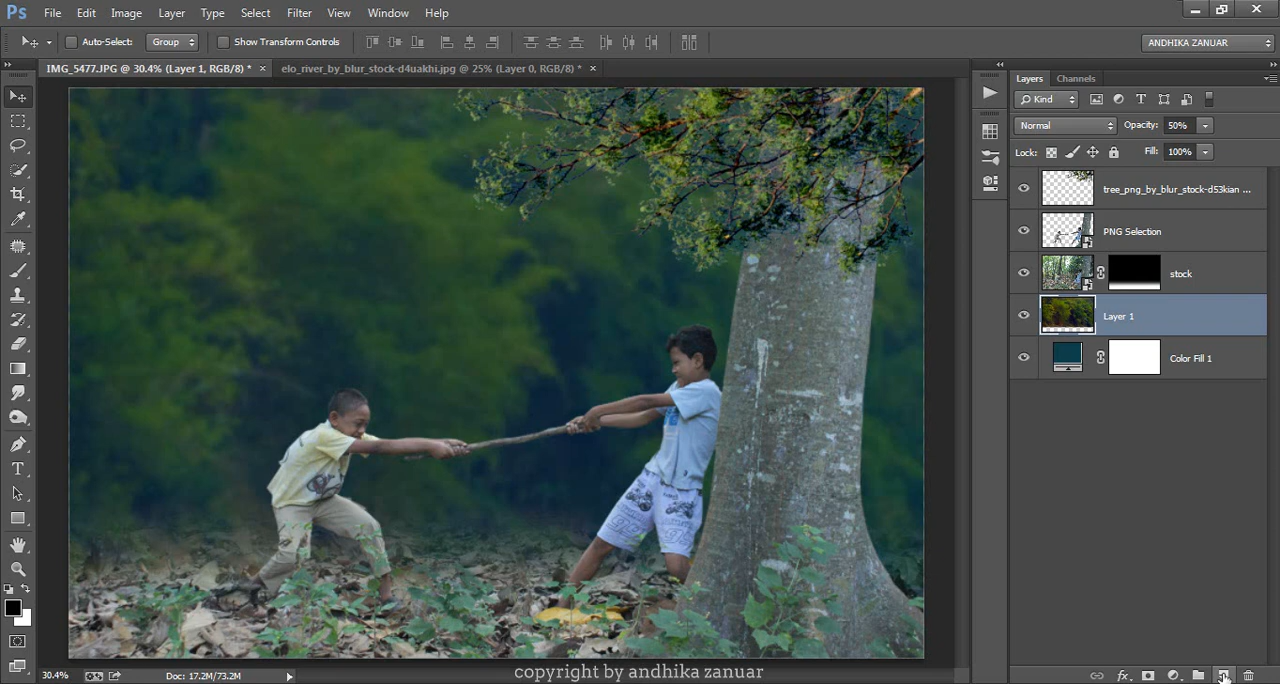 Ps File Edit Image Layer Type Select Filter View Window Help
Auto-Select: Group Show Transform Controls ANDHIKA ZANUAR
IMG_5477.JPG @ 30.4% (Layer 1, RGB/8) * × elo_river_by_blur_stock-d4uakhi.jpg @ 25% (Layer 0, RGB/8) * ×
Layers Channels
Kind
Normal Opacity: 50%
Lock: Fill: 100%
tree_png_by_blur_stock-d53kian ...
PNG Selection
stock
Layer 1
Color Fill 1
30.4% Doc: 17.2M/73.2M
copyright by andhika zanuar